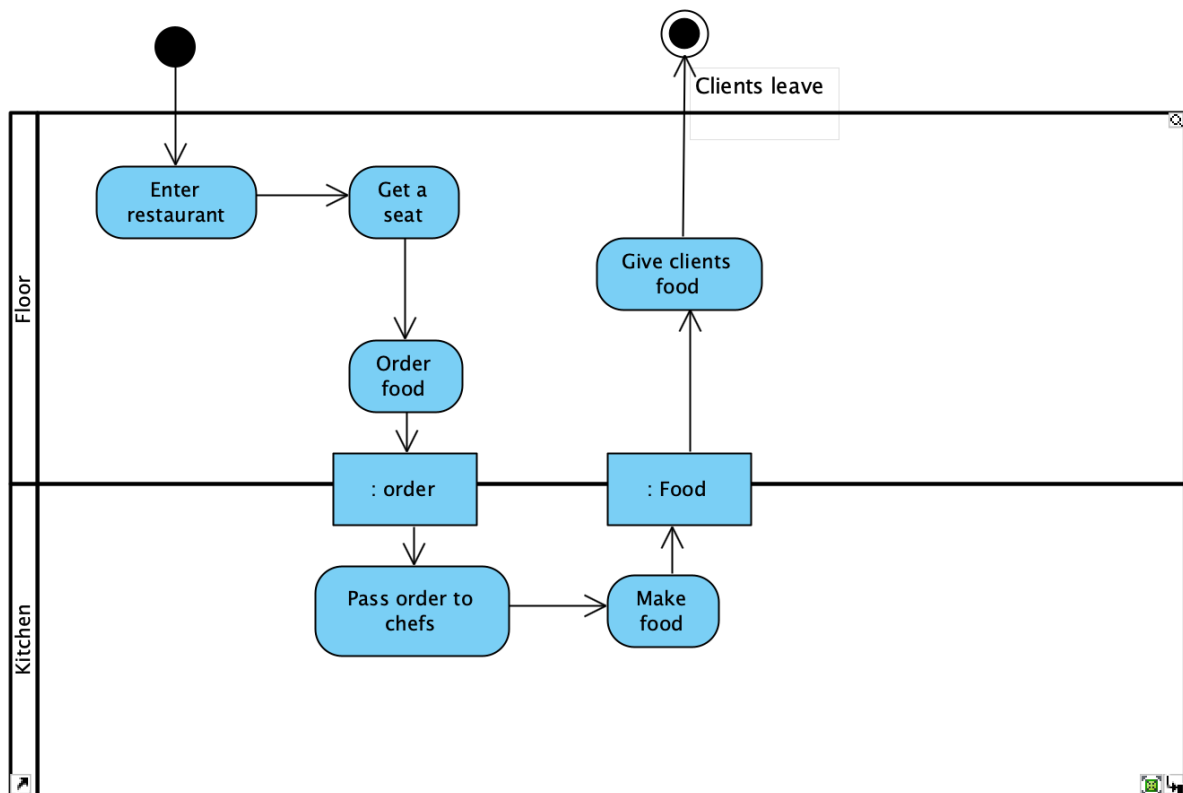 Clients leave
Enter
restaurant
Get a
seat
Floor
Give clients
food
Order
food
: order
: Food
Kitchen
Pass order to
chefs
Make
food